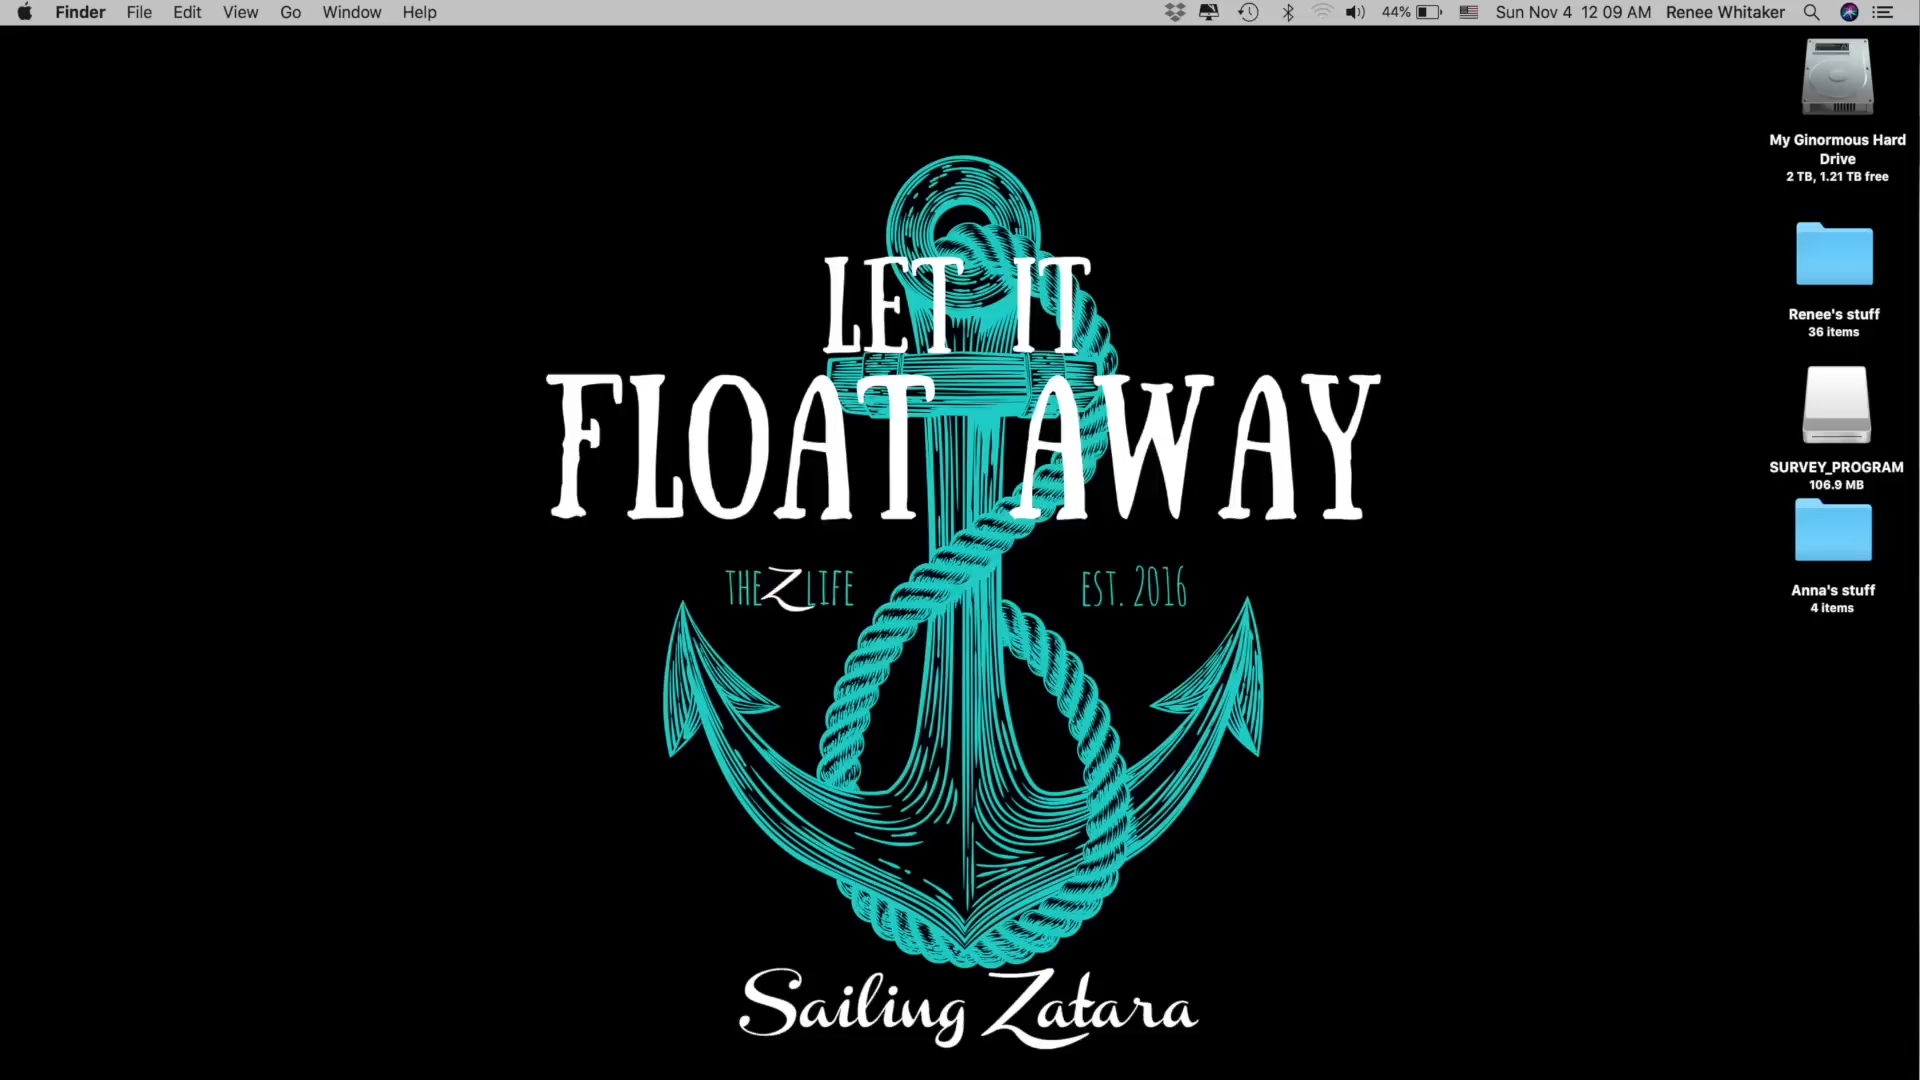 Finder File Edit View Go Window Help 44% Sun Nov 4 12 09 AM Renee Whitaker
My Ginormous Hard
Drive
2 TB, 1.21 TB free
Renee's stuff
36 items
SURVEY_PROGRAM
106.9 MB
Anna's stuff
4 items
LET IT
FLOAT AWAY
THE Z LIFE EST. 2016
Sailing Zatara